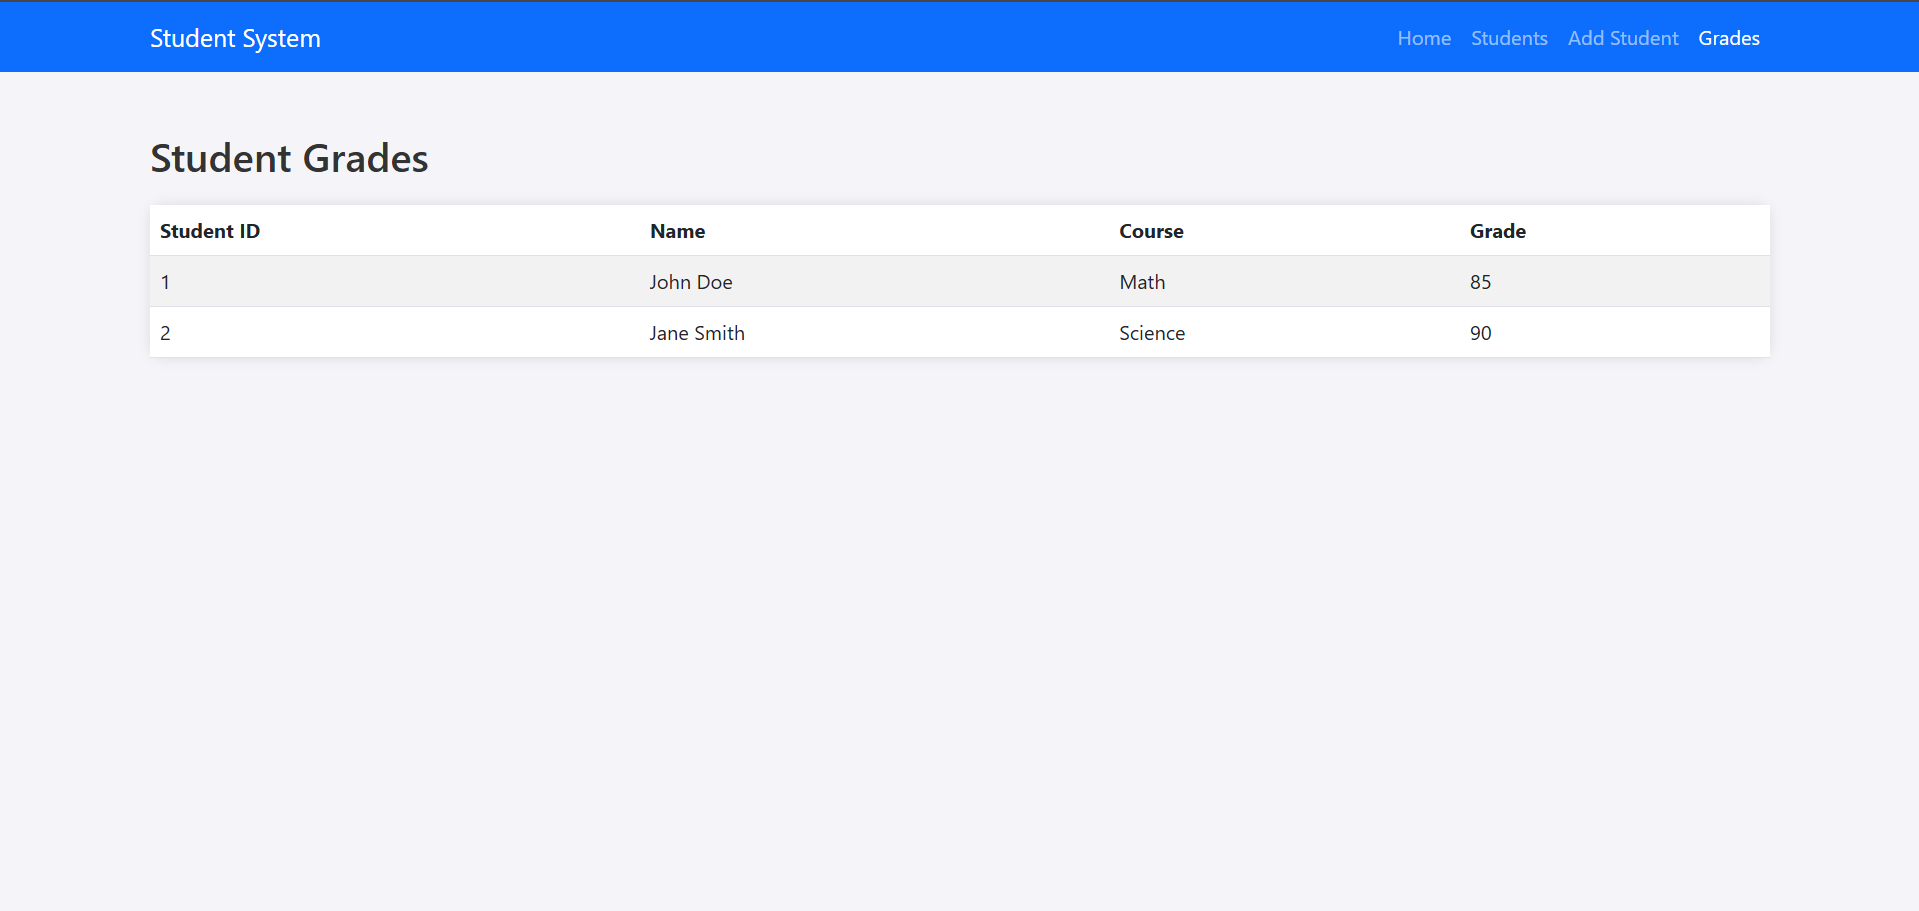 Student System Home Students Add Student Grades
Student Grades
Student ID Name Course Grade
1 John Doe Math 85
2 Jane Smith Science 90